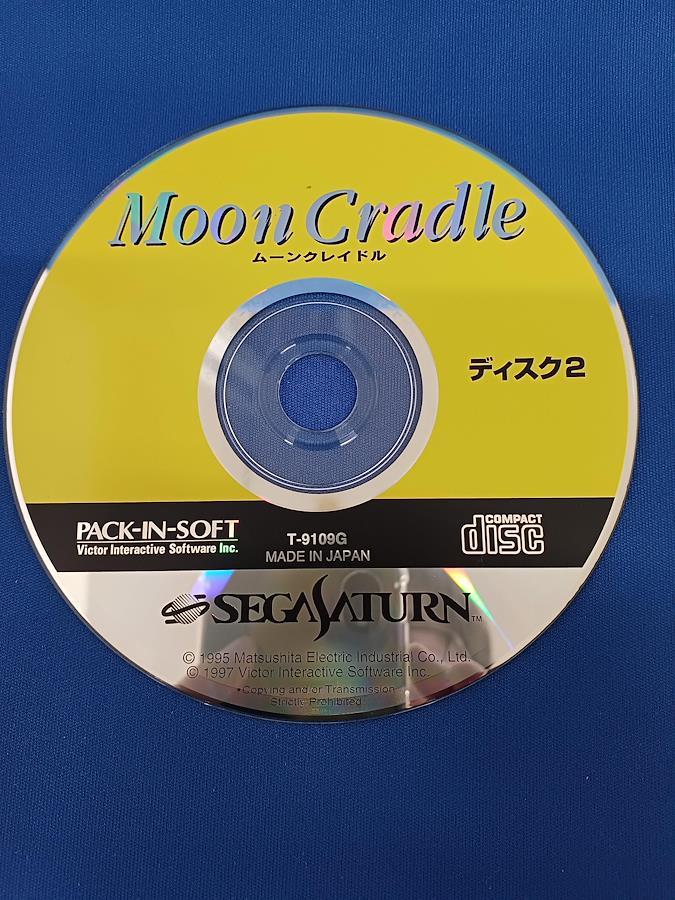 Moon Cradle
ムーンクレイドル
ディスク2
PACK-IN-SOFT
Victor Interactive Software Inc.
T-9109G
MADE IN JAPAN
COMPACT
disc
SEGA SATURN™
© 1995 Matsushita Electric Industrial Co., Ltd.
© 1997 Victor Interactive Software Inc.
•Copying and/or Transmission
Strictly Prohibited